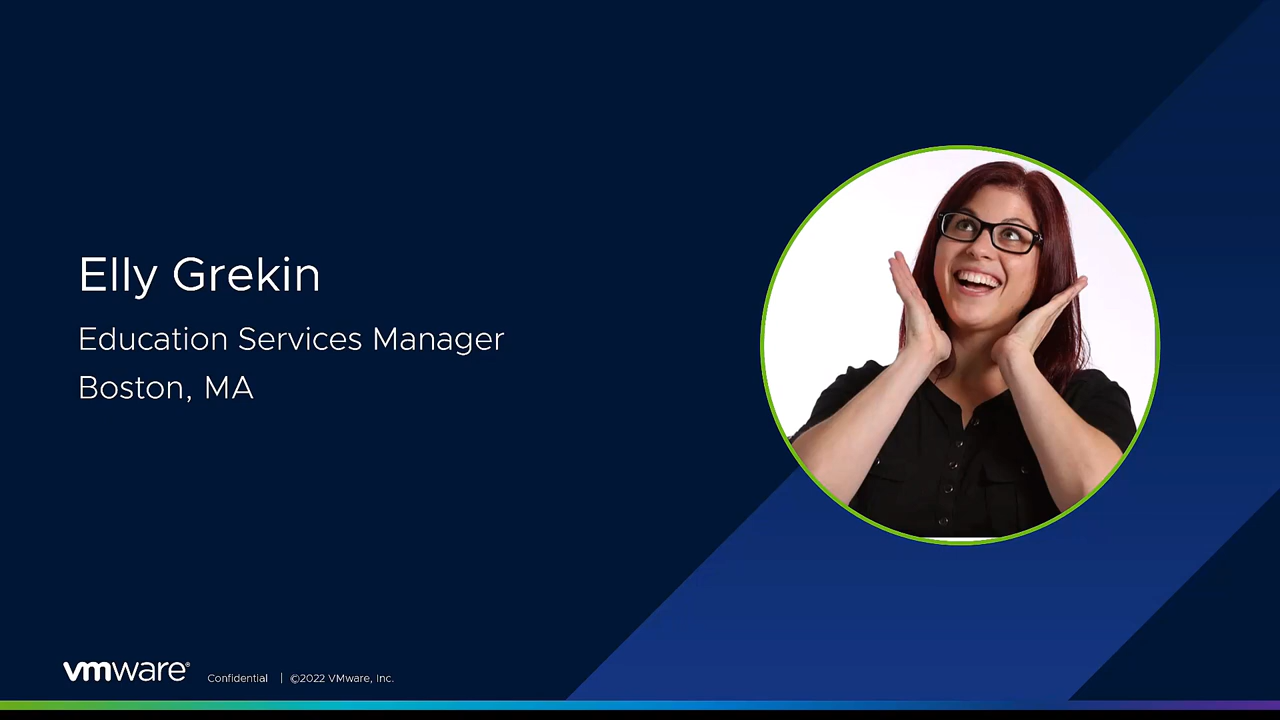 Elly Grekin
Education Services Manager
Boston, MA
vmware® Confidential | ©2022 VMware, Inc.